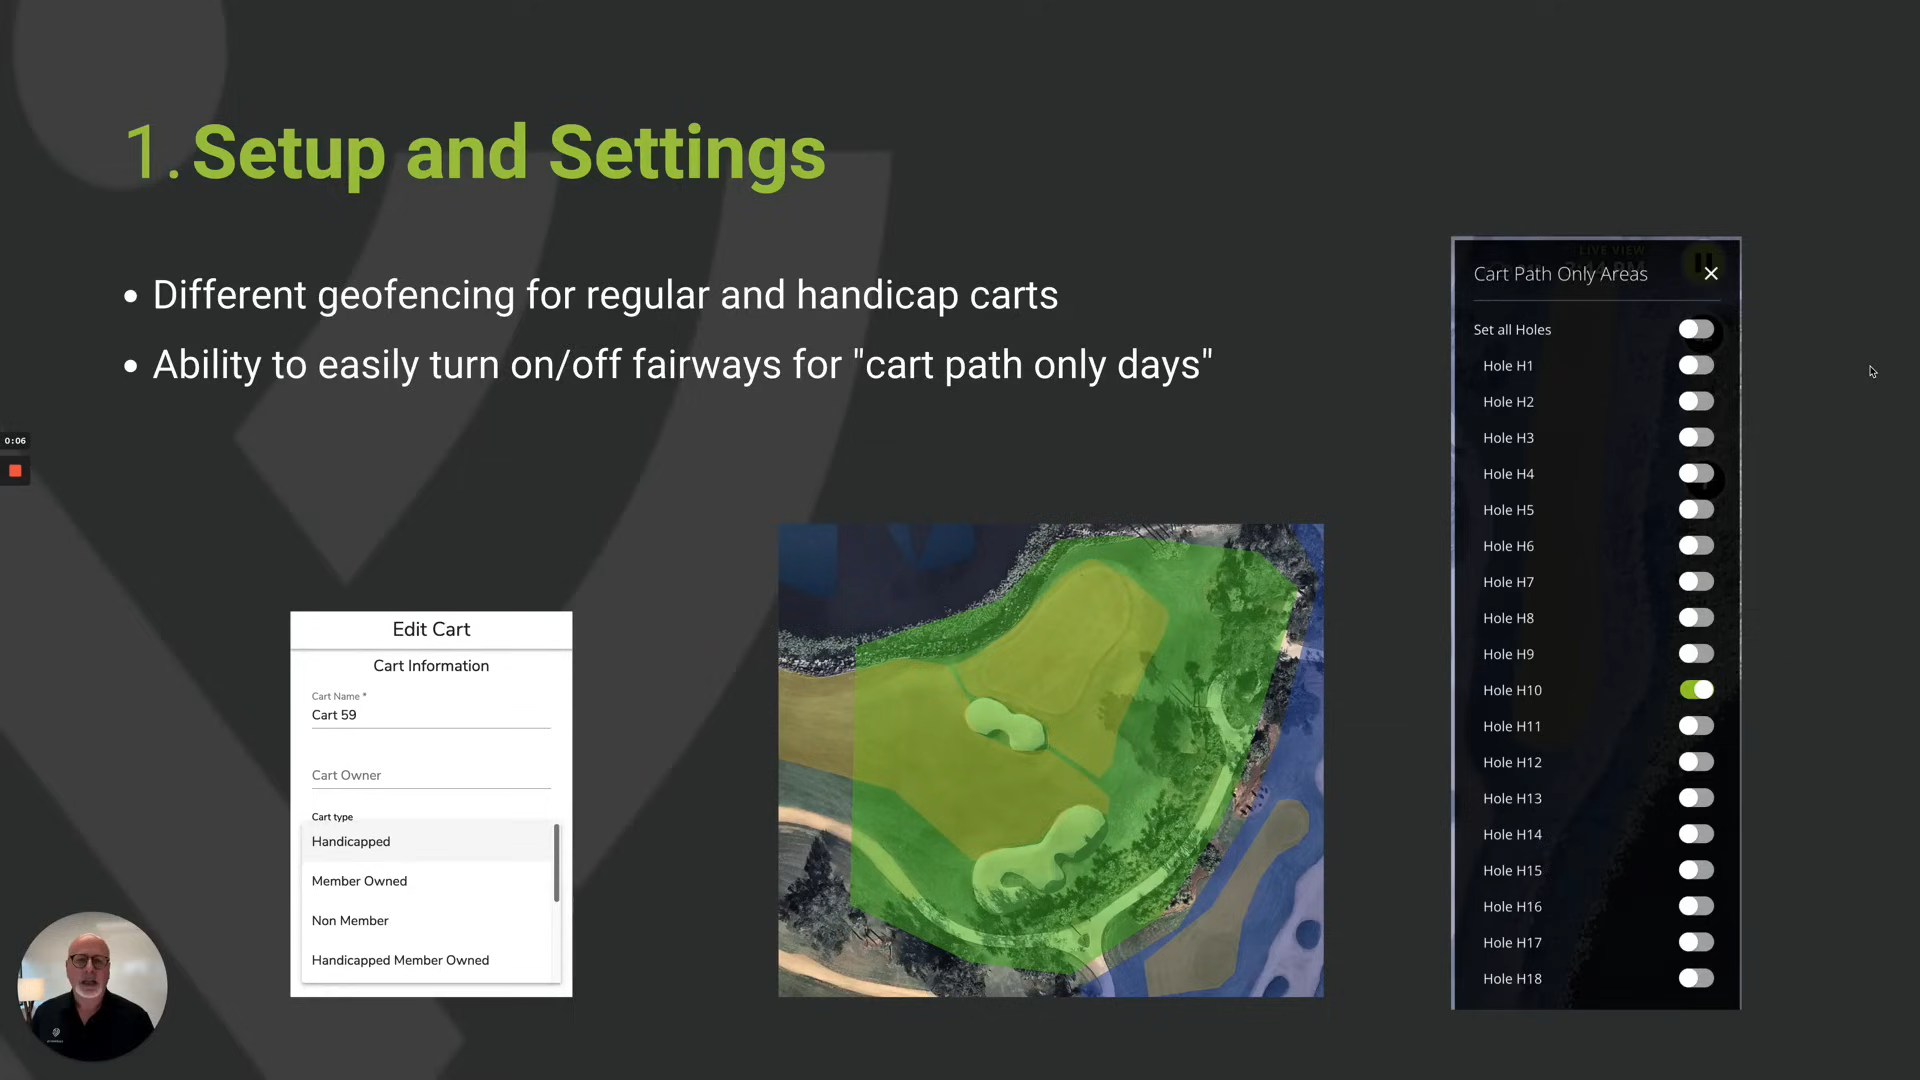 1. Setup and Settings
• Different geofencing for regular and handicap carts
• Ability to easily turn on/off fairways for "cart path only days"
0:06
Edit Cart
Cart Information
Cart Name *
Cart 59
Cart Owner
Cart type
Handicapped
Member Owned
Non Member
Handicapped Member Owned
LIVE VIEW
Cart Path Only Areas
Set all Holes
Hole H1
Hole H2
Hole H3
Hole H4
Hole H5
Hole H6
Hole H7
Hole H8
Hole H9
Hole H10
Hole H11
Hole H12
Hole H13
Hole H14
Hole H15
Hole H16
Hole H17
Hole H18